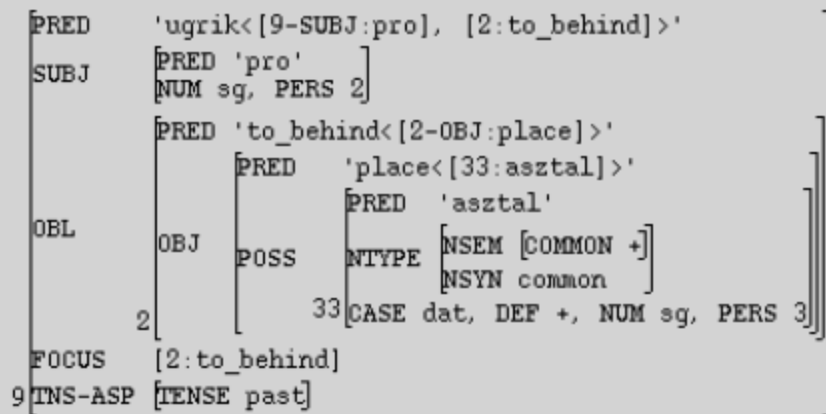 PRED 'ugrik<[9-SUBJ:pro], [2:to_behind]>'
PRED 'pro'
SUBJ
NUM sg, PERS 2
PRED 'to_behind<[2-OBJ:place]>'
PRED 'place<[33:asztal]>'
PRED 'asztal'
OBL
OBJ
POSS
NTYPE
NSEM [COMMON +]
NSYN common
2
33
CASE dat, DEF +, NUM sg, PERS 3
FOCUS [2:to_behind]
9 TNS-ASP [TENSE past]